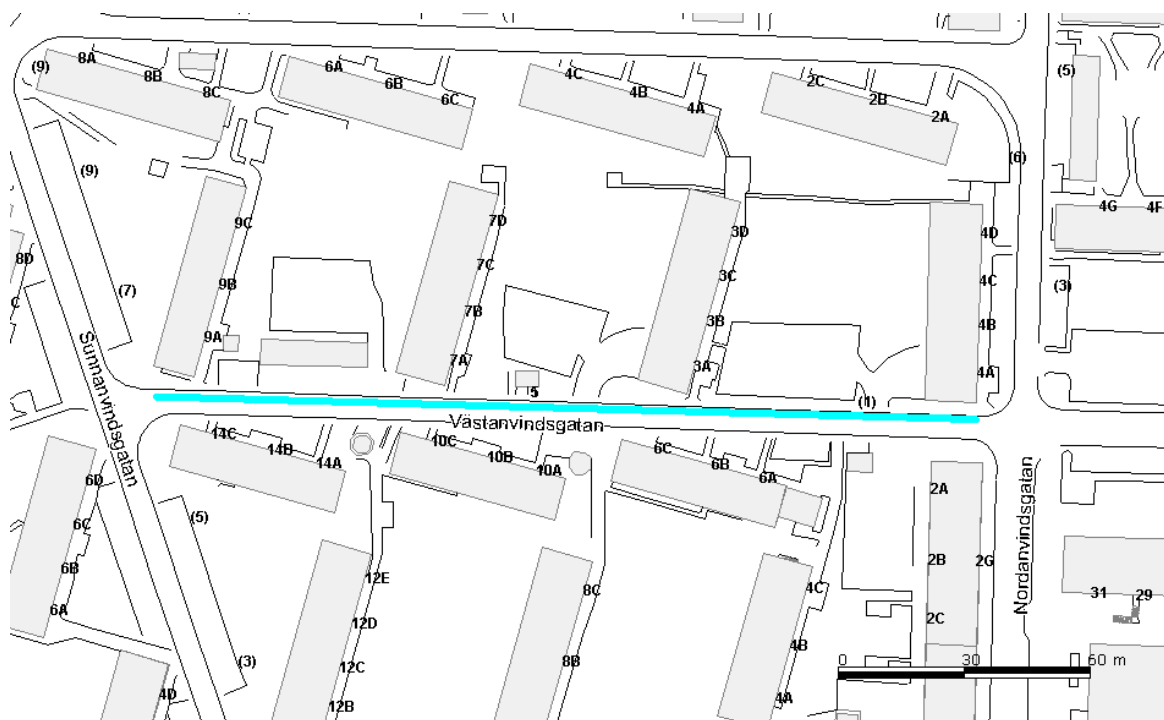 8A
(9)
8B
8C
6A
6B
6C
4C
4B
4A
2C
2B
2A
(5)
(6)
(9)
9C
7D
3D
4D
4G
4F
8D
C
7C
3C
4C
(3)
9B
(7)
7B
3B
4B
9A
7A
3A
4A
5
(1)
Sunnanvindsgatan
Västanvindsgatan
14C
14B
14A
10C
10B
10A
6C
6B
6A
6D
2A
6C
(5)
Nordanvindsgatan
6B
12E
8C
4C
2B
2G
6A
12D
2C
31
29
4B
12C
8B
(3)
0
30
60 m
4D
12B
4A